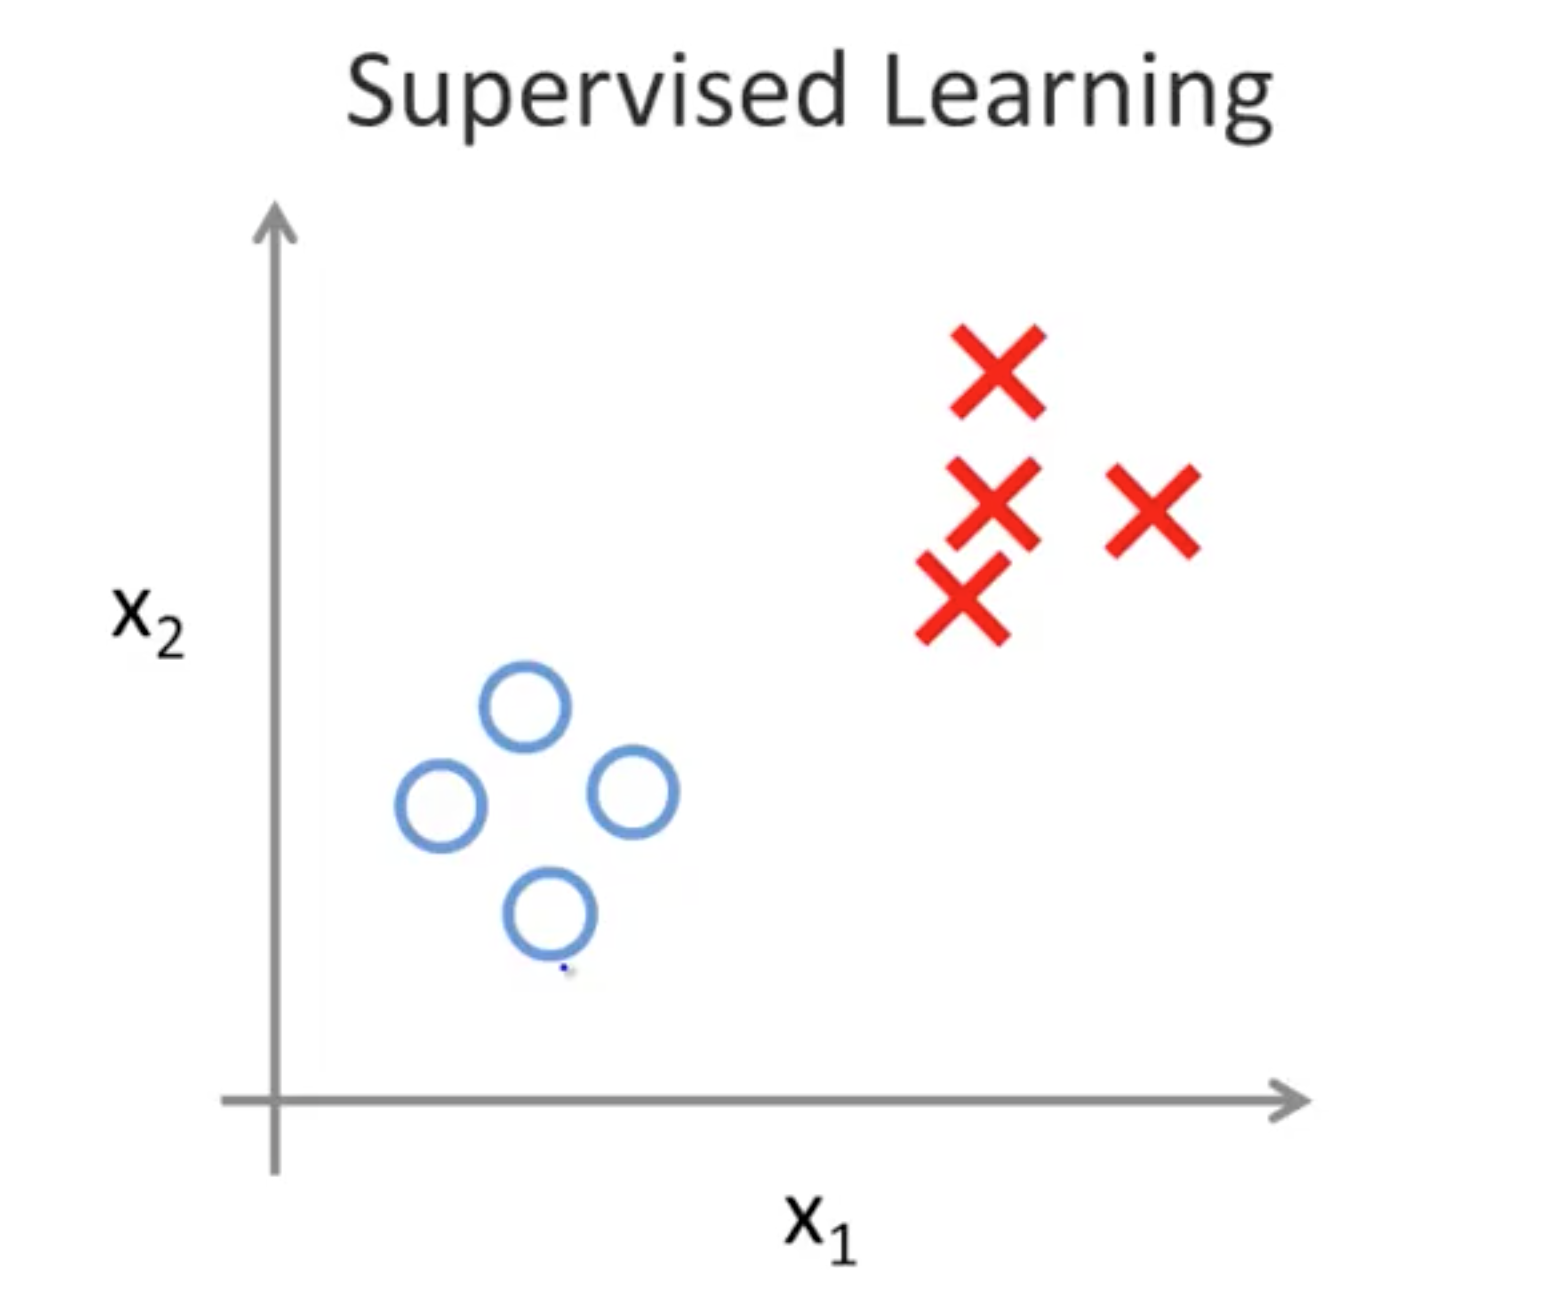 Supervised Learning
x₂
x₁